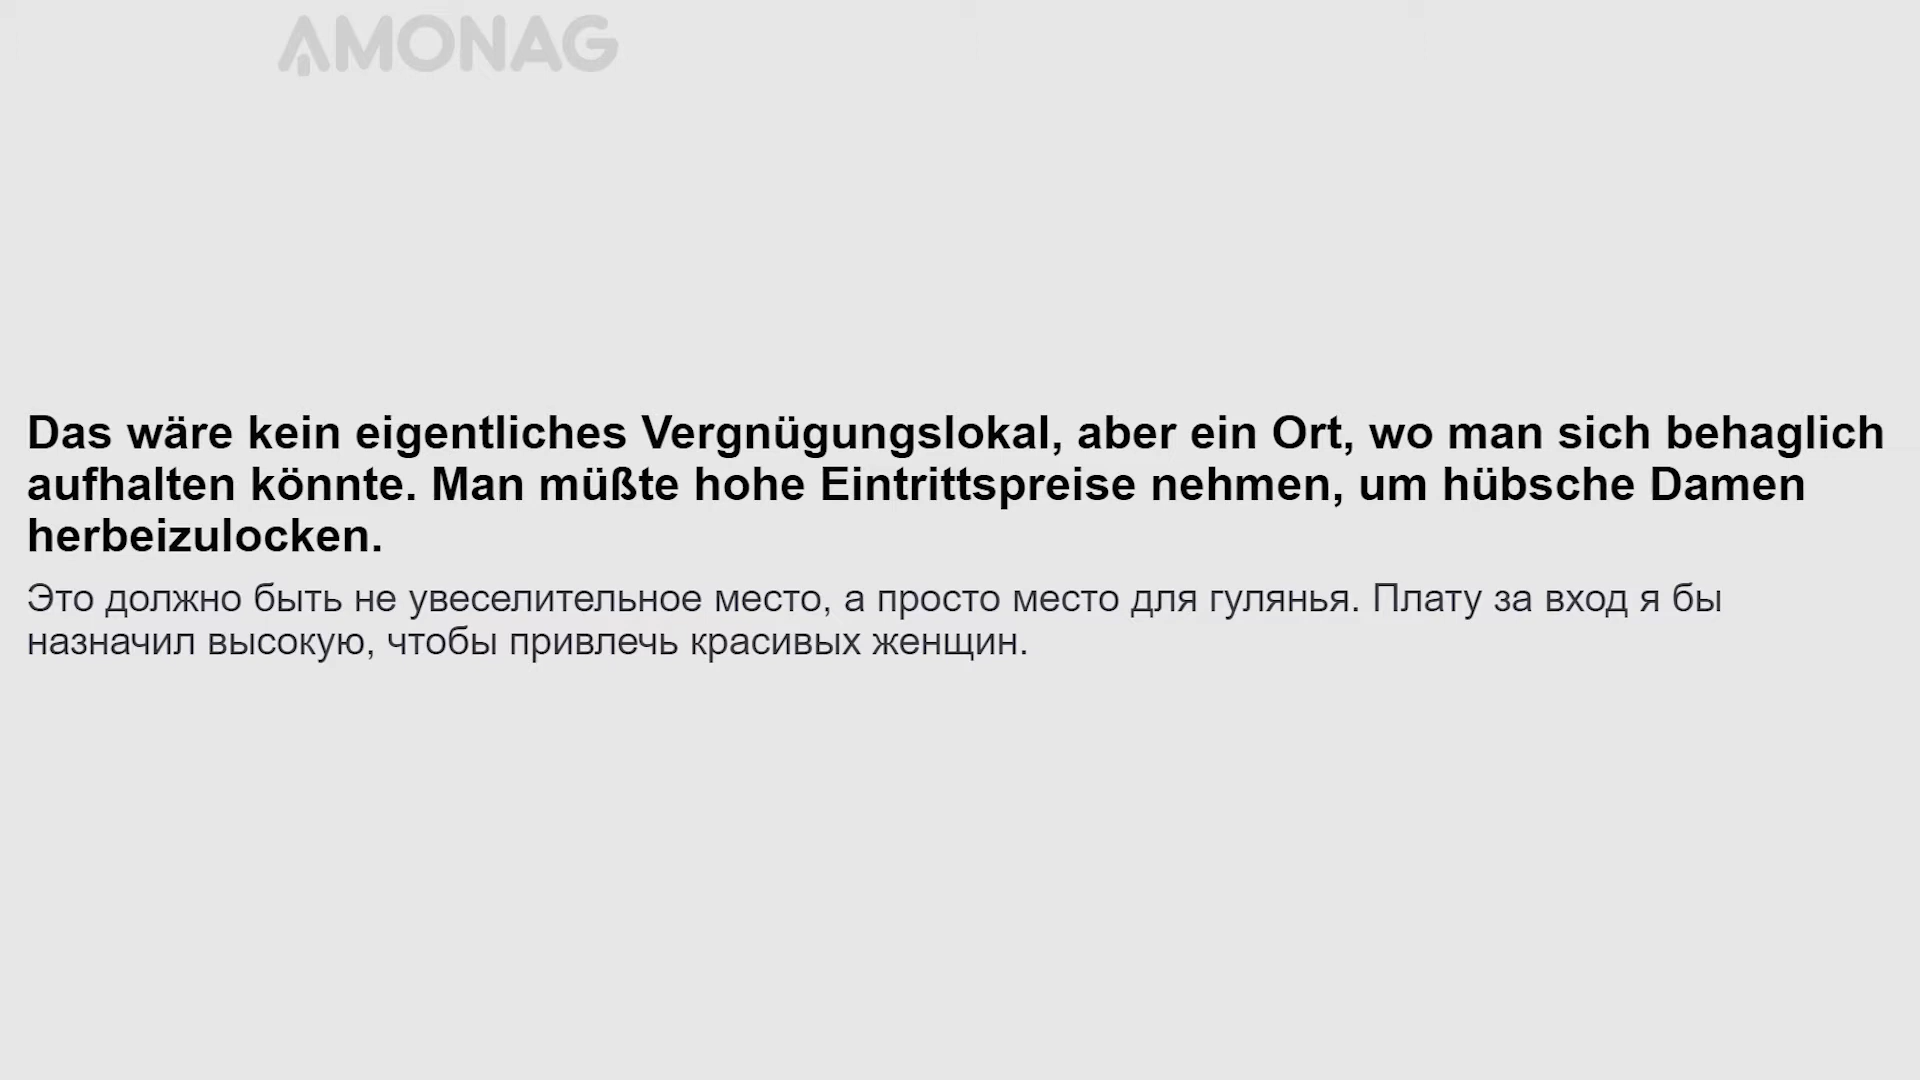 AMONAG
Das wäre kein eigentliches Vergnügungslokal, aber ein Ort, wo man sich behaglich
aufhalten könnte. Man müßte hohe Eintrittspreise nehmen, um hübsche Damen
herbeizulocken.
Это должно быть не увеселительное место, а просто место для гулянья. Плату за вход я бы
назначил высокую, чтобы привлечь красивых женщин.